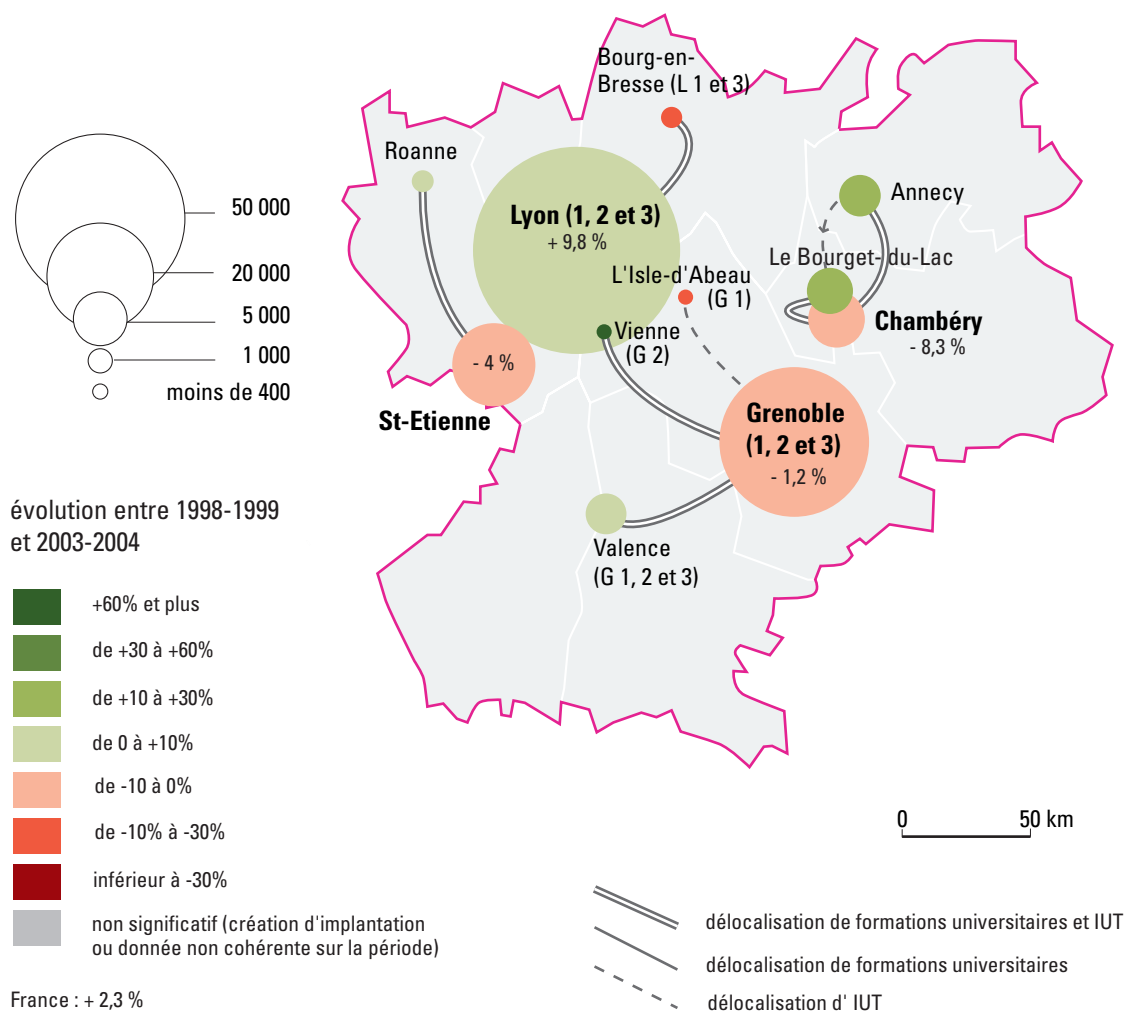 Bourg-en-
Bresse (L 1 et 3)
Roanne
Annecy
50 000
20 000
5 000
1 000
moins de 400
Lyon (1, 2 et 3)
+ 9,8 %
Le Bourget- du-Lac
L'Isle-d'Abeau
(G 1)
Chambéry
- 8,3 %
Vienne
(G 2)
- 4 %
St-Etienne
Grenoble
(1, 2 et 3)
- 1,2 %
Valence
(G 1, 2 et 3)
évolution entre 1998-1999
et 2003-2004
+60% et plus
de +30 à +60%
de +10 à +30%
de 0 à +10%
de -10 à 0%
de -10% à -30%
inférieur à -30%
non significatif (création d'implantation
ou donnée non cohérente sur la période)
France : + 2,3 %
0 50 km
délocalisation de formations universitaires et IUT
délocalisation de formations universitaires
délocalisation d' IUT